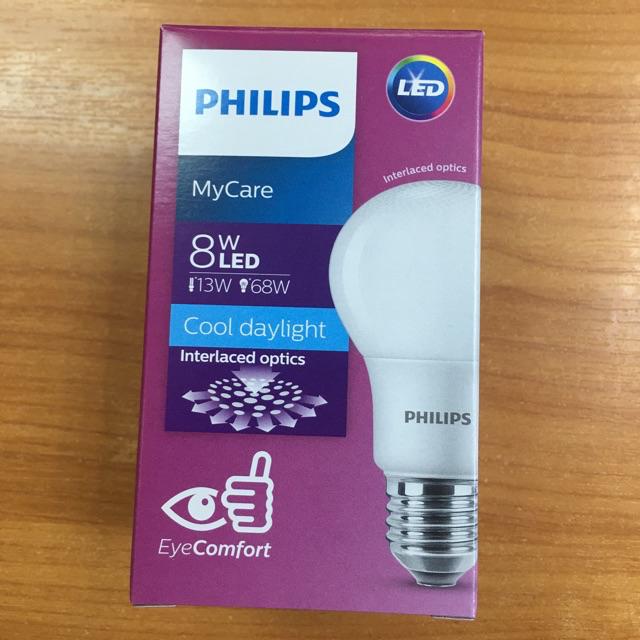 PHILIPS
LED
Interlaced optics
MyCare
8W LED
13W 68W
Cool daylight
Interlaced optics
PHILIPS
EyeComfort